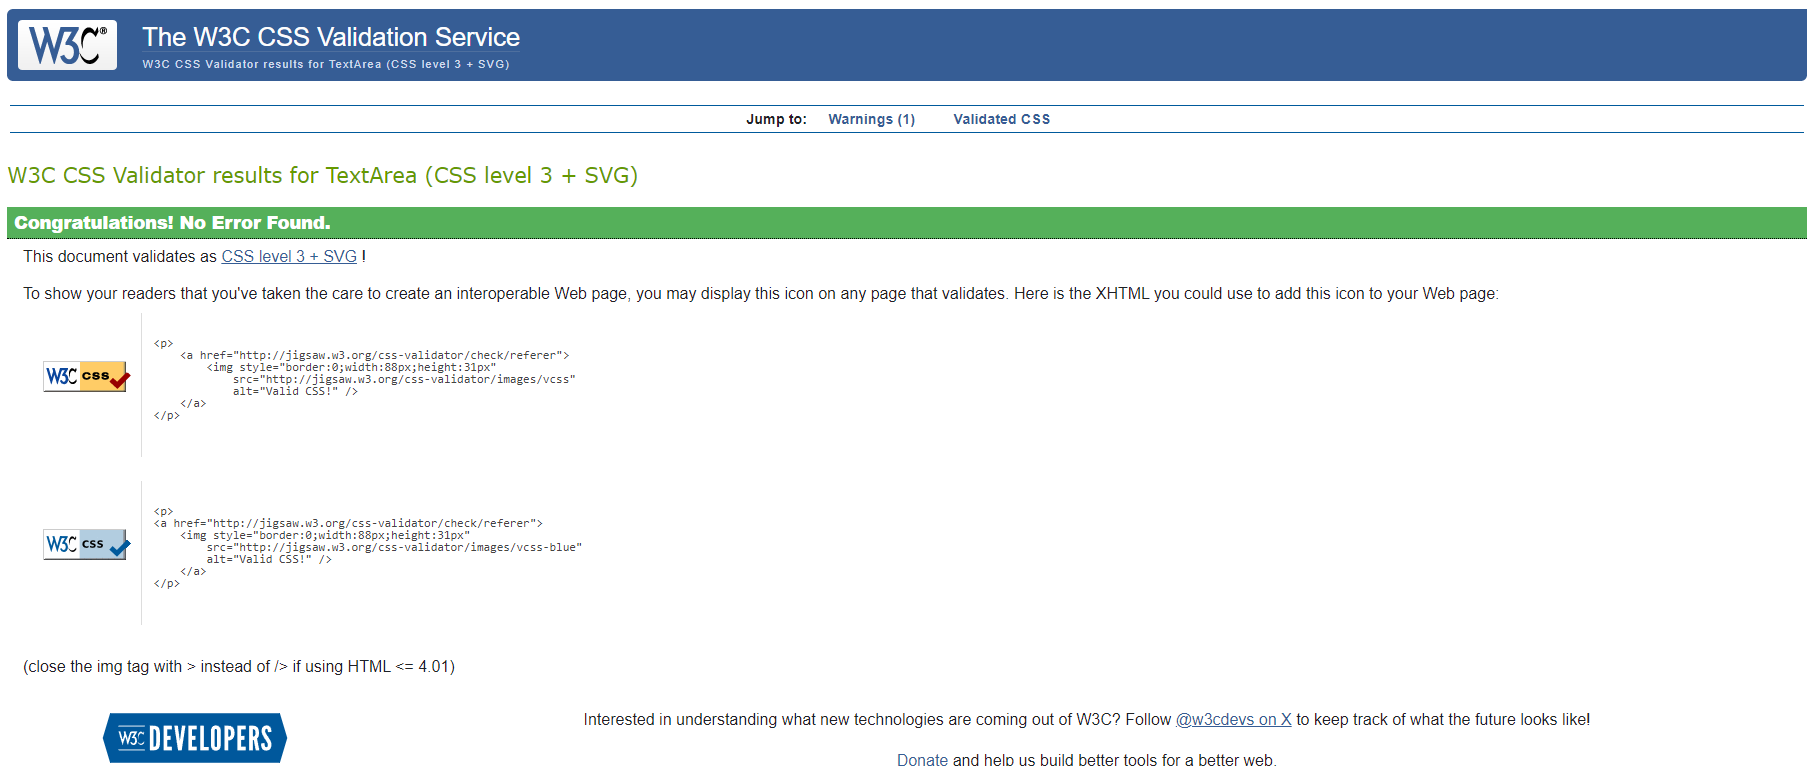 W3C®
The W3C CSS Validation Service
W3C CSS Validator results for TextArea (CSS level 3 + SVG)
Jump to: Warnings (1) Validated CSS
W3C CSS Validator results for TextArea (CSS level 3 + SVG)
Congratulations! No Error Found.
This document validates as CSS level 3 + SVG !
To show your readers that you've taken the care to create an interoperable Web page, you may display this icon on any page that validates. Here is the XHTML you could use to add this icon to your Web page:
W3C css
<p>
<a href="http://jigsaw.w3.org/css-validator/check/referer">
<img style="border:0;width:88px;height:31px"
src="http://jigsaw.w3.org/css-validator/images/vcss"
alt="Valid CSS!" />
</a>
</p>
W3C css
<p>
<a href="http://jigsaw.w3.org/css-validator/check/referer">
<img style="border:0;width:88px;height:31px"
src="http://jigsaw.w3.org/css-validator/images/vcss-blue"
alt="Valid CSS!" />
</a>
</p>
(close the img tag with > instead of /> if using HTML <= 4.01)
W3C DEVELOPERS
Interested in understanding what new technologies are coming out of W3C? Follow @w3cdevs on X to keep track of what the future looks like!
Donate and help us build better tools for a better web.